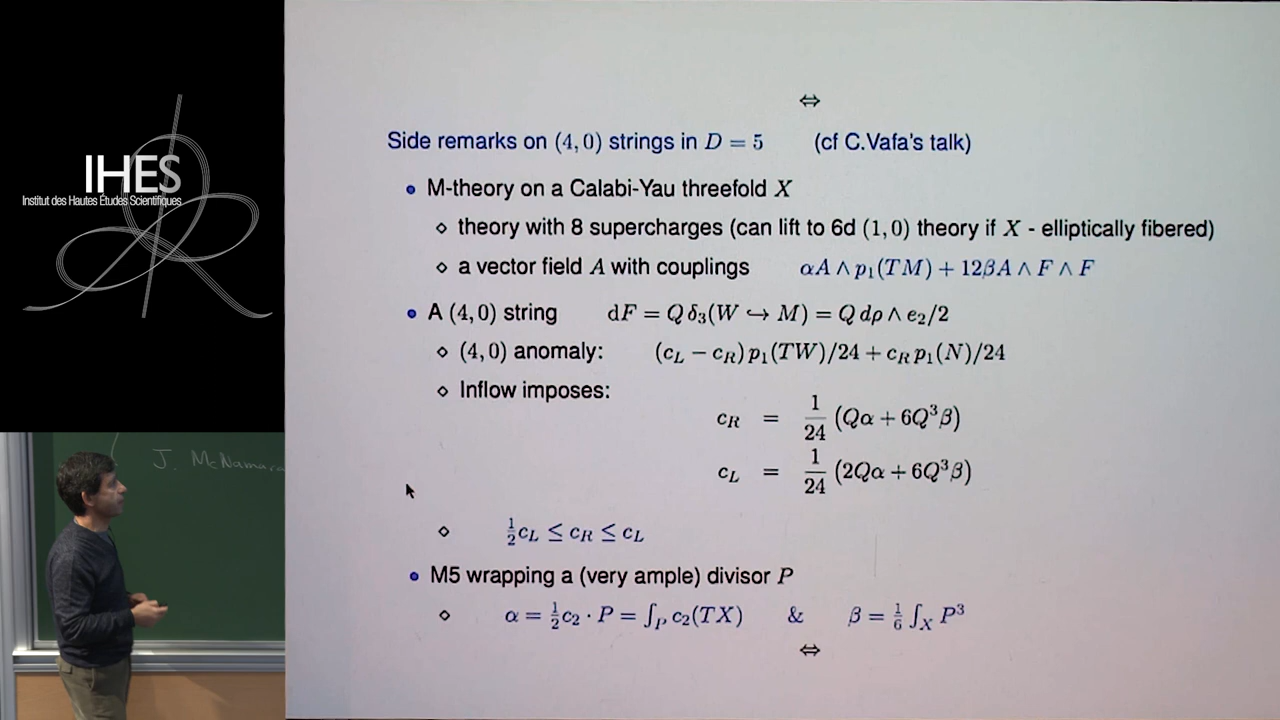 IHES
Institut des Hautes Études Scientifiques
J. McNamara
⇔
Side remarks on (4, 0) strings in D = 5 (cf C.Vafa's talk)
• M-theory on a Calabi-Yau threefold X
⋄ theory with 8 supercharges (can lift to 6d (1, 0) theory if X - elliptically fibered)
⋄ a vector field A with couplings αA ∧ p₁(TM) + 12βA ∧ F ∧ F
• A (4, 0) string dF = Q δ₃(W ↪ M) = Q dρ ∧ e₂/2
⋄ (4, 0) anomaly: (c_L − c_R) p₁(TW)/24 + c_R p₁(N)/24
⋄ Inflow imposes:
c_R = 1/24 (Qα + 6Q³β)
c_L = 1/24 (2Qα + 6Q³β)
⋄ ½c_L ≤ c_R ≤ c_L
• M5 wrapping a (very ample) divisor P
⋄ α = ½c₂ · P = ∫_P c₂(TX) & β = ⅙ ∫_X P³
⇔